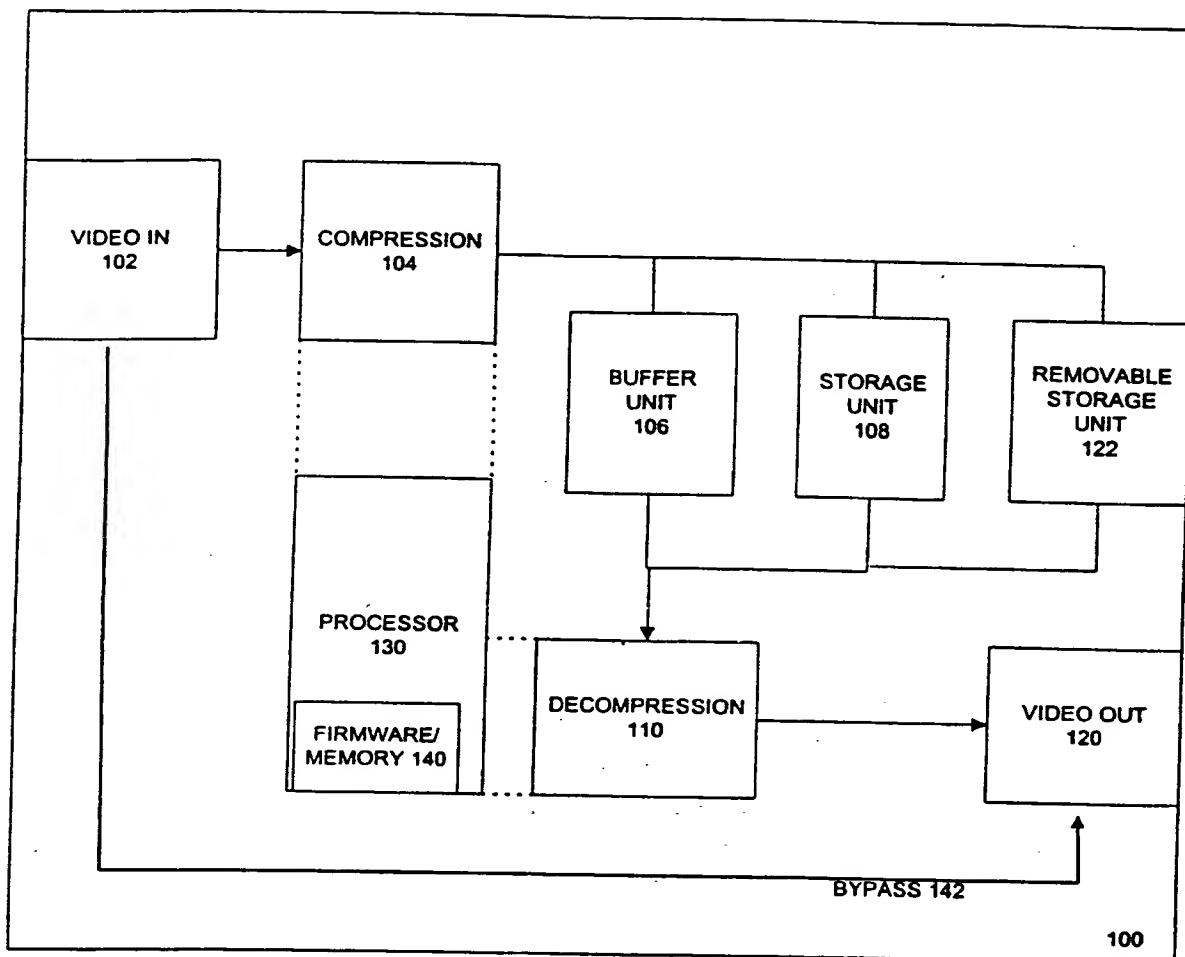 VIDEO IN
102
COMPRESSION
104
BUFFER
UNIT
106
STORAGE
UNIT
108
REMOVABLE
STORAGE
UNIT
122
PROCESSOR
130
FIRMWARE/
MEMORY 140
DECOMPRESSION
110
VIDEO OUT
120
BYPASS 142
100